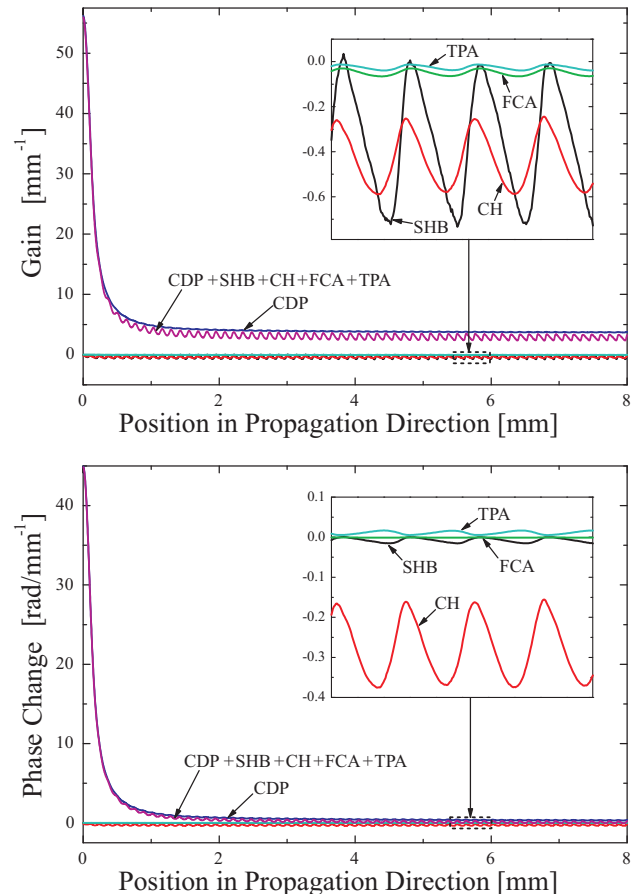 Gain [mm⁻¹]
50
40
30
20
10
0
0.0
-0.2
-0.4
-0.6
TPA
FCA
CH
SHB
CDP+SHB+CH+FCA+TPA
CDP
0 2 4 6 8
Position in Propagation Direction [mm]
Phase Change [rad/mm⁻¹]
40
30
20
10
0
0.1
0.0
-0.1
-0.2
-0.3
-0.4
TPA
SHB
FCA
CH
CDP+SHB+CH+FCA+TPA
CDP
0 2 4 6 8
Position in Propagation Direction [mm]